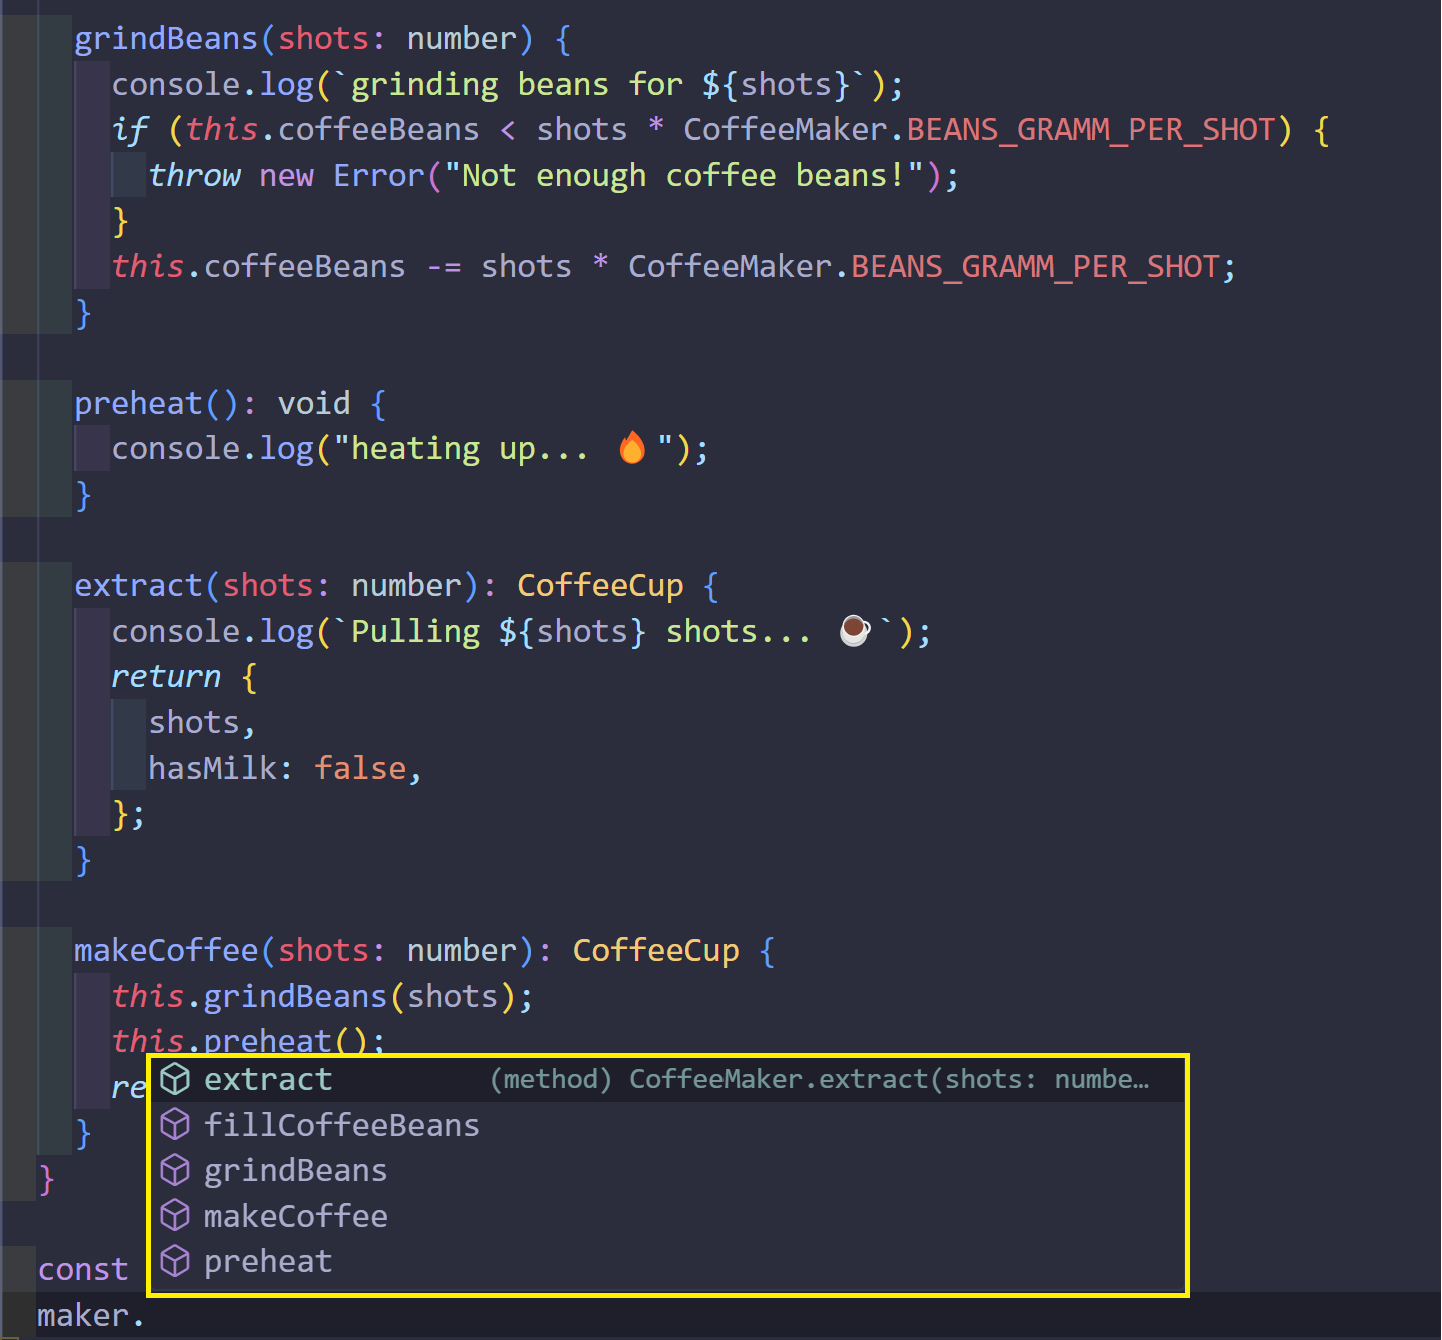 grindBeans(shots: number) {
console.log(`grinding beans for ${shots}`);
if (this.coffeeBeans < shots * CoffeeMaker.BEANS_GRAMM_PER_SHOT) {
throw new Error("Not enough coffee beans!");
}
this.coffeeBeans -= shots * CoffeeMaker.BEANS_GRAMM_PER_SHOT;
}
preheat(): void {
console.log("heating up... 🔥");
}
extract(shots: number): CoffeeCup {
console.log(`Pulling ${shots} shots... ☕`);
return {
shots,
hasMilk: false,
};
}
makeCoffee(shots: number): CoffeeCup {
this.grindBeans(shots);
this.preheat();
re
extract (method) CoffeeMaker.extract(shots: numbe…
fillCoffeeBeans
}
grindBeans
}
makeCoffee
const
preheat
maker.